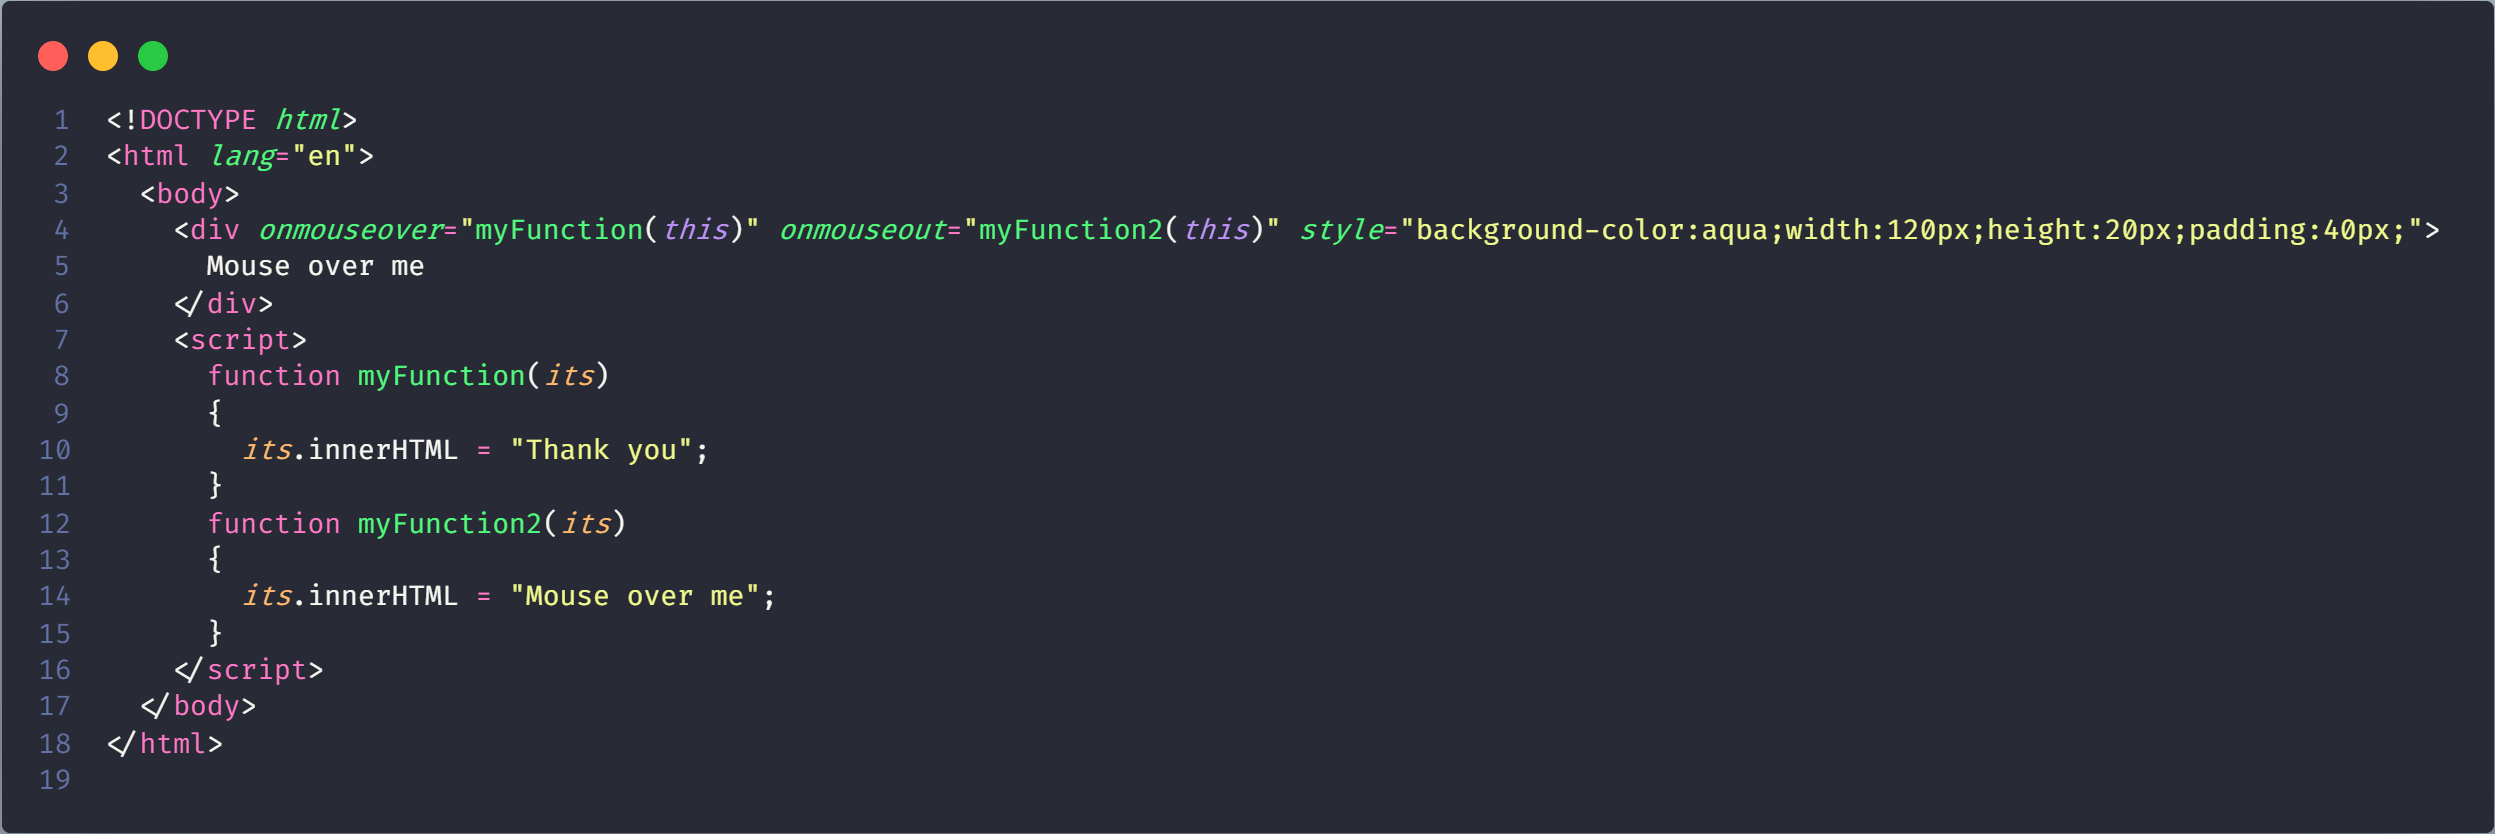 1 <!DOCTYPE html>
2 <html lang="en">
3   <body>
4     <div onmouseover="myFunction(this)" onmouseout="myFunction2(this)" style="background-color:aqua;width:120px;height:20px;padding:40px;">
5       Mouse over me
6     </div>
7     <script>
8       function myFunction(its)
9       {
10         its.innerHTML = "Thank you";
11       }
12       function myFunction2(its)
13       {
14         its.innerHTML = "Mouse over me";
15       }
16     </script>
17   </body>
18 </html>
19